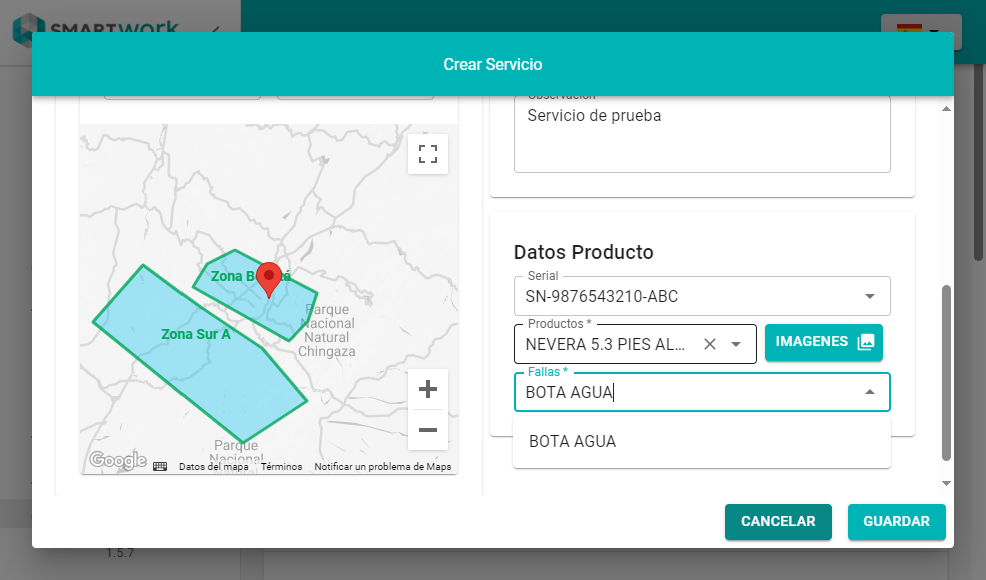 SMARTWORK
Crear Servicio
Observación
Servicio de prueba
Zona Sur A
Parque
Nacional
Natural
Chingaza
Parque
Nacional
Google
Datos del mapa
Términos
Notificar un problema de Maps
Datos Producto
Serial
SN-9876543210-ABC
Productos *
NEVERA 5.3 PIES AL...
IMAGENES
Fallas *
BOTA AGUA
BOTA AGUA
CANCELAR
GUARDAR
1.5.7